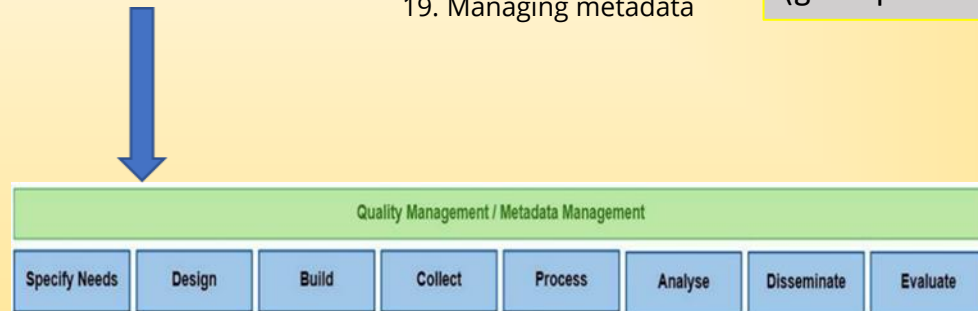 19. Managing metadata
Quality Management / Metadata Management
Specify Needs
Design
Build
Collect
Process
Analyse
Disseminate
Evaluate